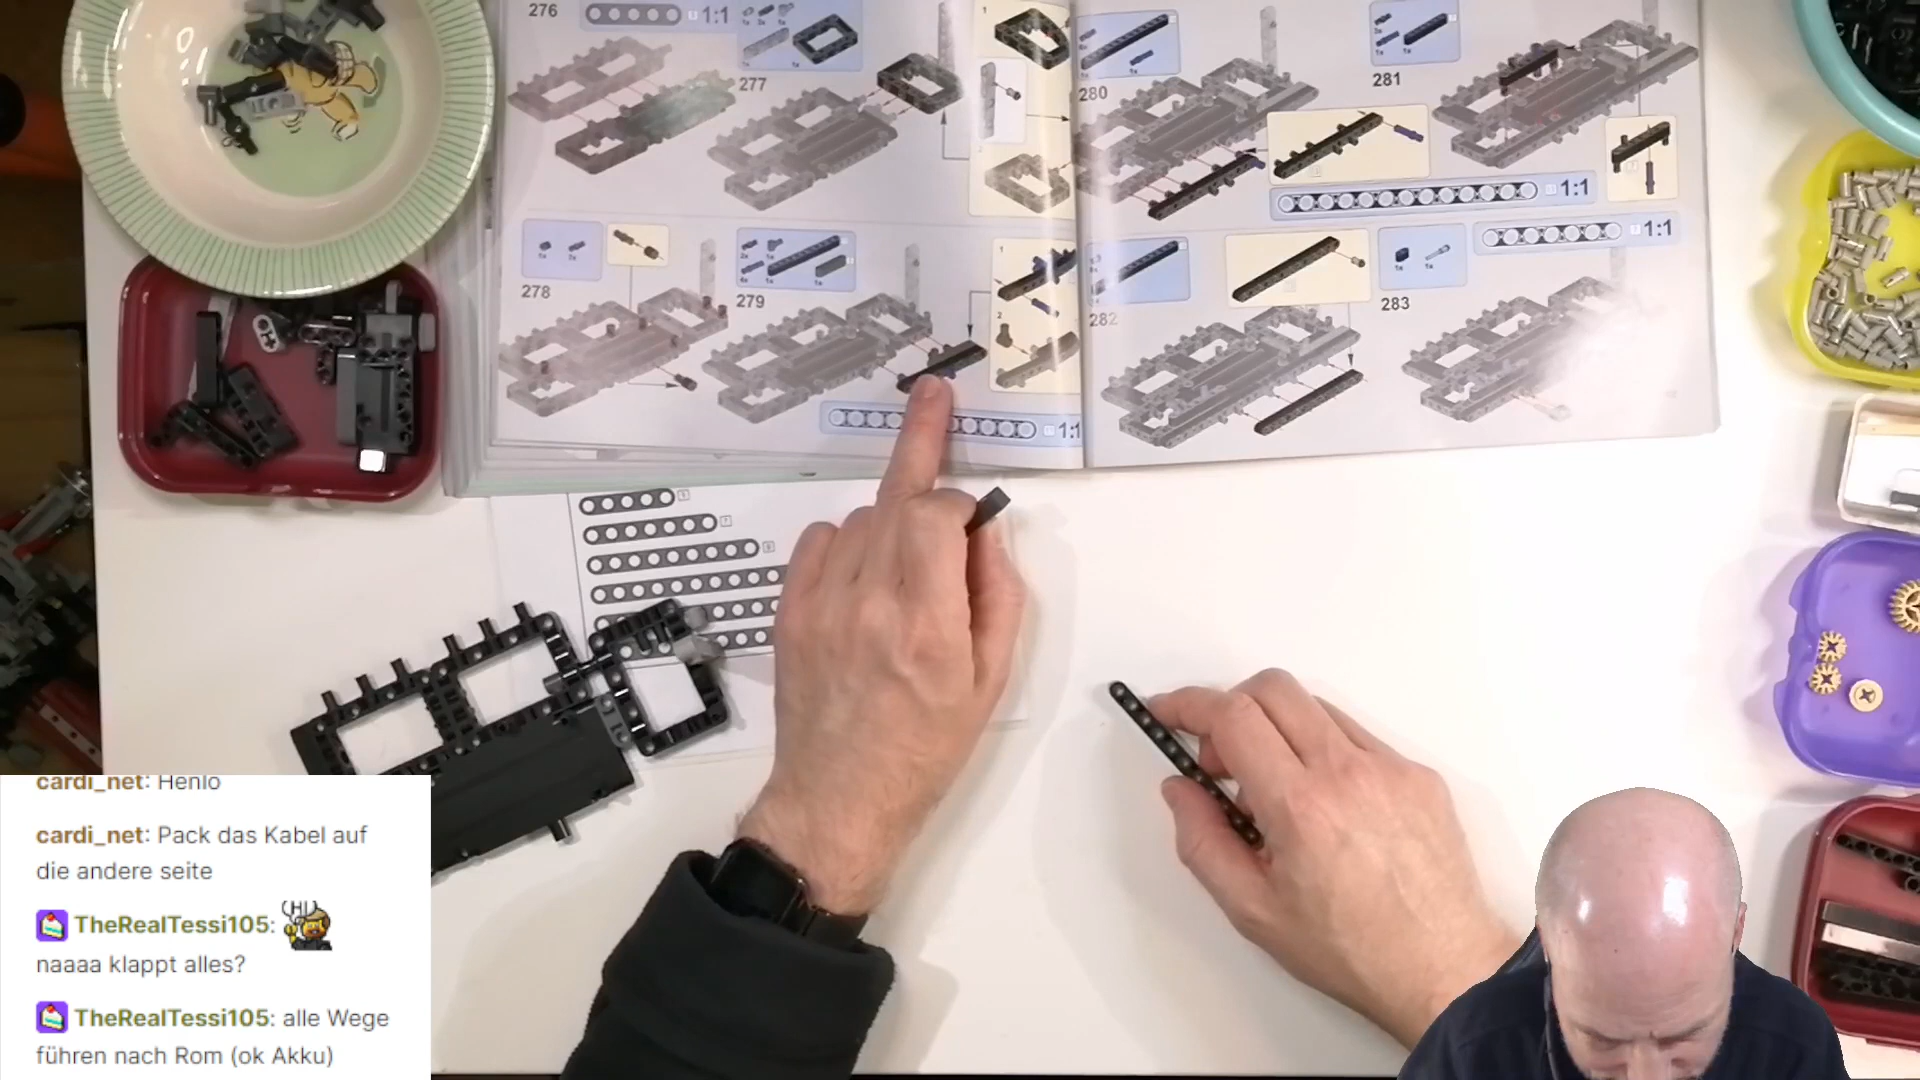 276
1:1
277
280
281
1:1
1:1
278
279
282
283
1:1
cardi_net: Henlo
cardi_net: Pack das Kabel auf
die andere seite
TheRealTessi105:
naaaa klappt alles?
TheRealTessi105: alle Wege
führen nach Rom (ok Akku)